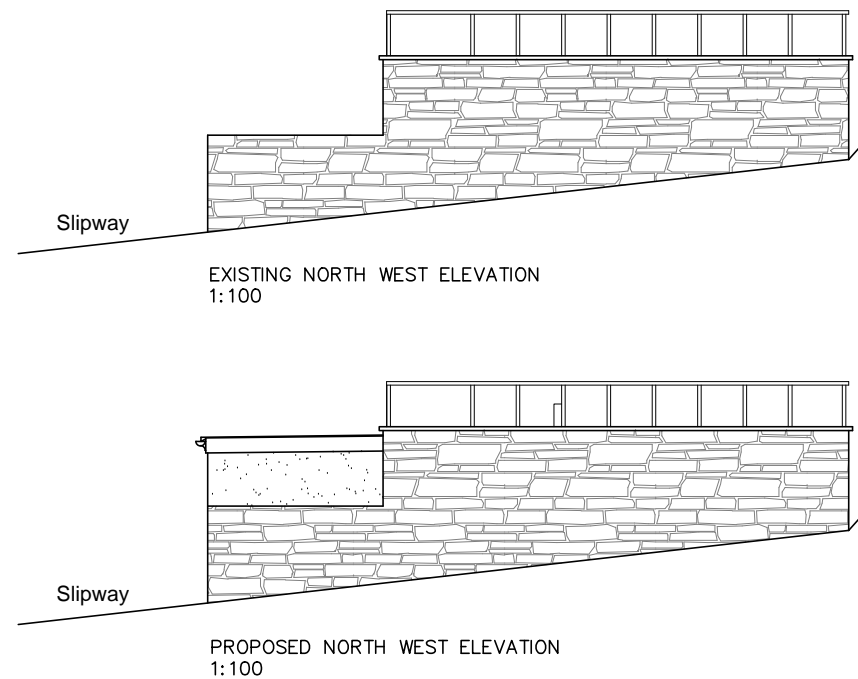 Slipway
EXISTING NORTH WEST ELEVATION
1:100
Slipway
PROPOSED NORTH WEST ELEVATION
1:100